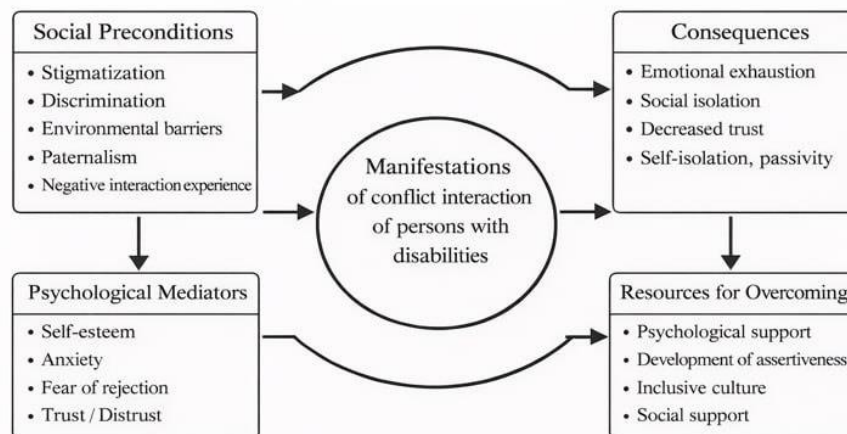 Social Preconditions
• Stigmatization
• Discrimination
• Environmental barriers
• Paternalism
• Negative interaction experience
Manifestations
of conflict interaction
of persons with
disabilities
Consequences
• Emotional exhaustion
• Social isolation
• Decreased trust
• Self-isolation, passivity
Psychological Mediators
• Self-esteem
• Anxiety
• Fear of rejection
• Trust / Distrust
Resources for Overcoming
• Psychological support
• Development of assertiveness
• Inclusive culture
• Social support